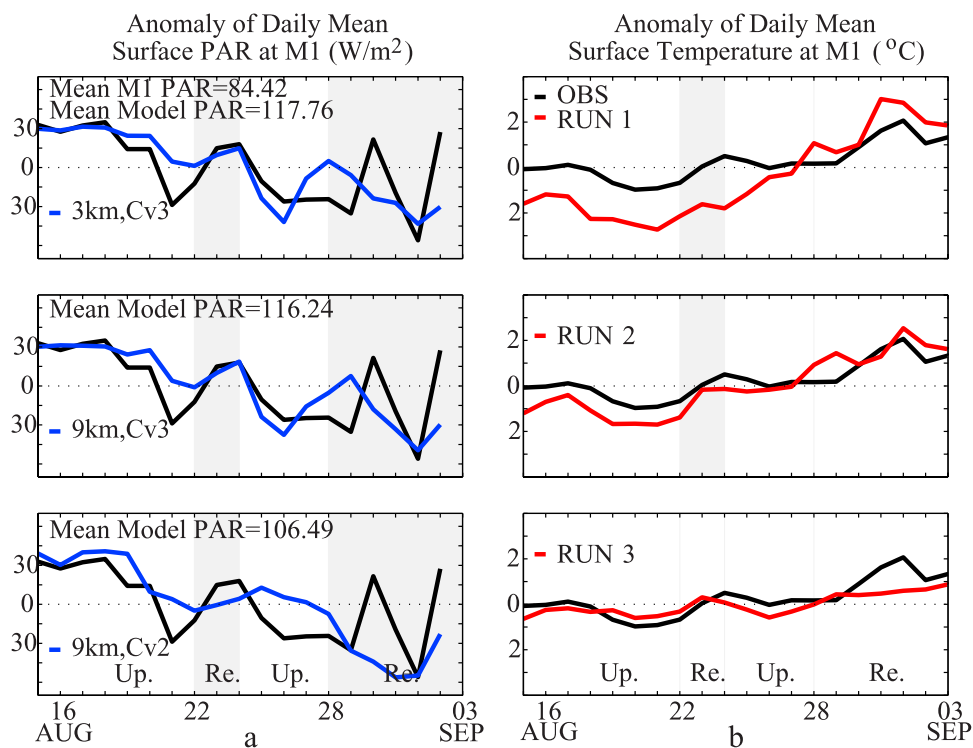 Anomaly of Daily Mean
Surface PAR at M1 (W/m²)
Mean M1 PAR=84.42
Mean Model PAR=117.76
30
0
30
3km,Cv3
Mean Model PAR=116.24
30
0
30
9km,Cv3
Mean Model PAR=106.49
30
0
30
9km,Cv2
Up. Re. Up. Re.
16 22 28 03
AUG SEP
a
Anomaly of Daily Mean
Surface Temperature at M1 (°C)
OBS
RUN 1
2
0
2
RUN 2
2
0
2
RUN 3
2
0
2
Up. Re. Up. Re.
16 22 28 03
AUG SEP
b